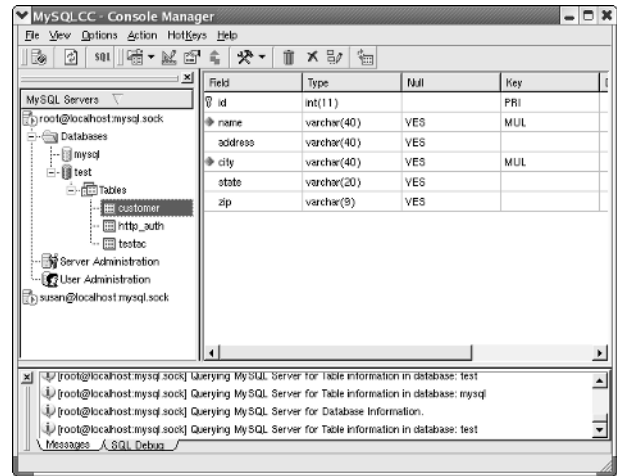 MySQLCC - Console Manager
File View Options Action HotKeys Help
SQL
MySQL Servers
root@localhost:mysql.sock
Databases
mysql
test
Tables
customer
http_auth
testac
Server Administration
User Administration
susan@localhost:mysql.sock
Field Type Null Key
id int(11) PRI
name varchar(40) YES MUL
address varchar(40) YES
city varchar(40) YES MUL
state varchar(20) YES
zip varchar(9) YES
[root@localhost:mysql.sock] Querying MySQL Server for Table information in database: test
[root@localhost:mysql.sock] Querying MySQL Server for Table information in database: mysql
[root@localhost:mysql.sock] Querying MySQL Server for Database Information.
[root@localhost:mysql.sock] Querying MySQL Server for Table information in database: test
Messages SQL Debug